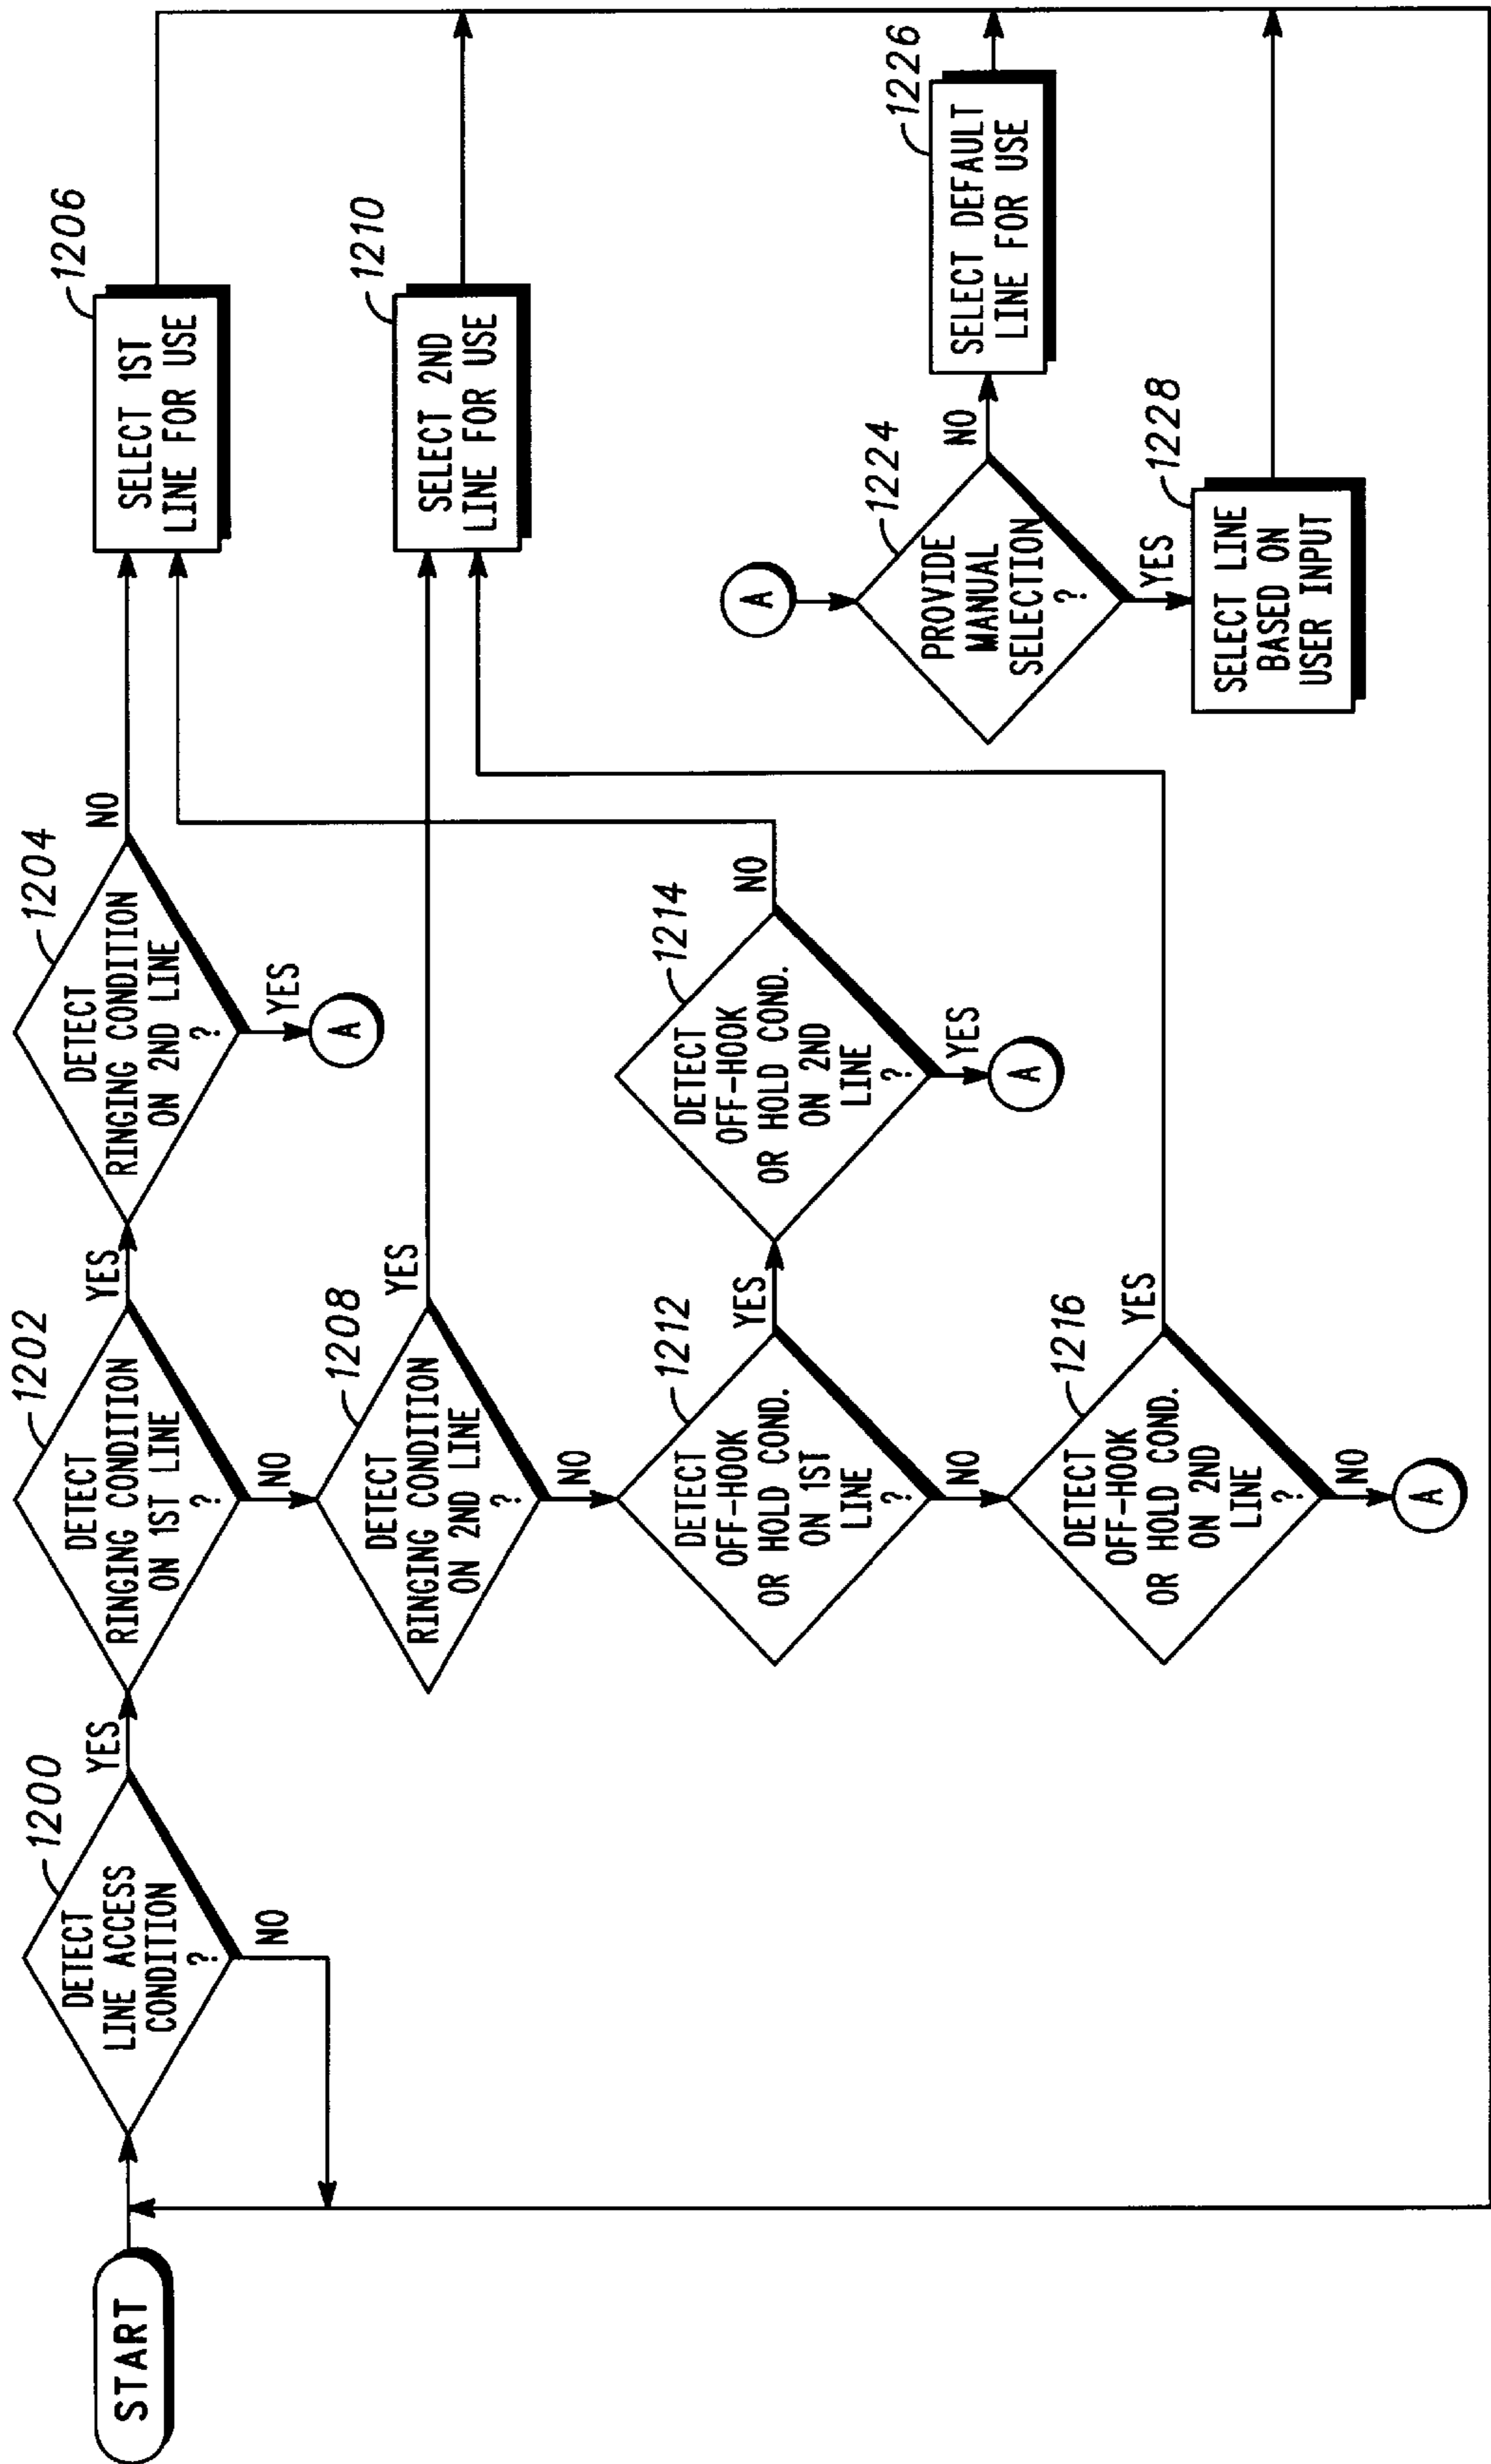 START
1200
DETECT
LINE ACCESS
CONDITION
?
YES
NO
1202
DETECT
RINGING CONDITION
ON 1ST LINE
?
YES
NO
1204
DETECT
RINGING CONDITION
ON 2ND LINE
?
NO
YES
A
1206
SELECT 1ST
LINE FOR USE
1208
DETECT
RINGING CONDITION
ON 2ND LINE
?
YES
NO
1210
SELECT 2ND
LINE FOR USE
1212
DETECT
OFF-HOOK
OR HOLD COND.
ON 1ST
LINE
?
YES
NO
1214
DETECT
OFF-HOOK
OR HOLD COND.
ON 2ND
LINE
?
NO
YES
A
1216
DETECT
OFF-HOOK
OR HOLD COND.
ON 2ND
LINE
?
YES
NO
A
A
1224
PROVIDE
MANUAL
SELECTION
?
NO
YES
1226
SELECT DEFAULT
LINE FOR USE
1228
SELECT LINE
BASED ON
USER INPUT